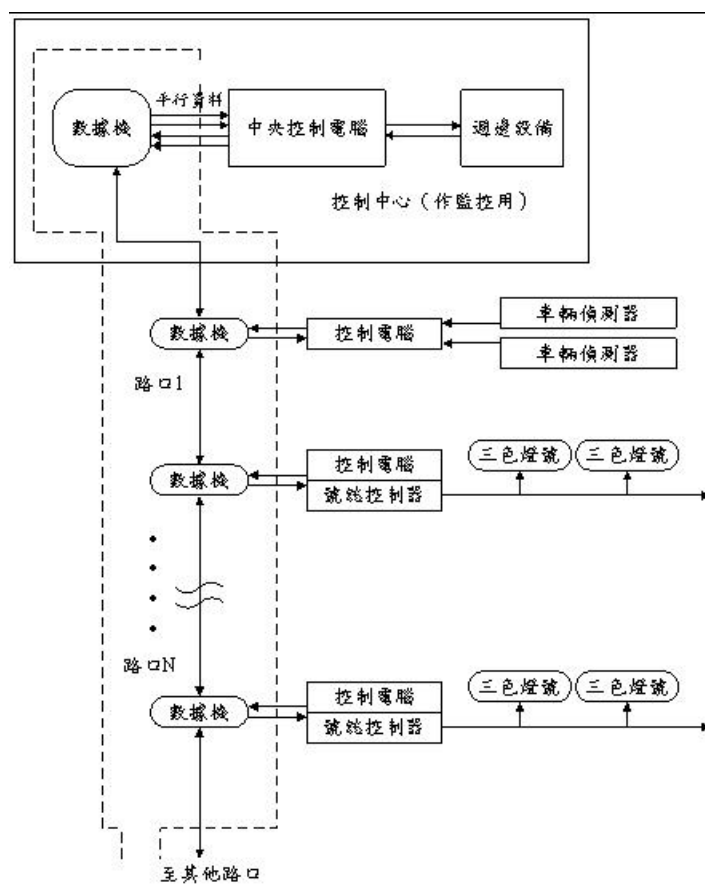 平行資料
數據機
中央控制電腦
週邊設備
控制中心（作監控用）
數據機
控制電腦
車輛偵測器
車輛偵測器
路口1
數據機
控制電腦
號誌控制器
三色燈號
三色燈號
路口N
數據機
控制電腦
號誌控制器
三色燈號
三色燈號
至其他路口